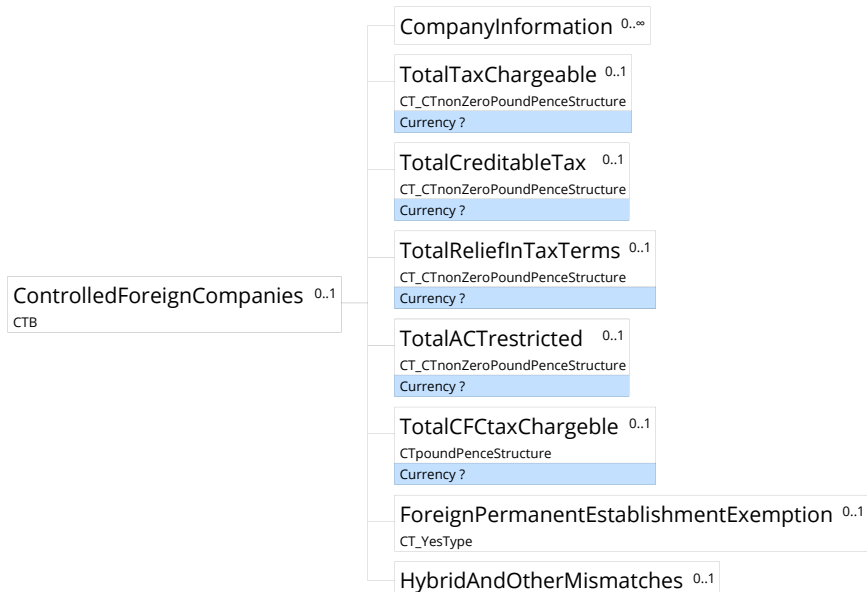 ControlledForeignCompanies 0..1
CTB
CompanyInformation 0..∞
TotalTaxChargeable 0..1
CT_CTnonZeroPoundPenceStructure
Currency ?
TotalCreditableTax 0..1
CT_CTnonZeroPoundPenceStructure
Currency ?
TotalReliefInTaxTerms 0..1
CT_CTnonZeroPoundPenceStructure
Currency ?
TotalACTrestricted 0..1
CT_CTnonZeroPoundPenceStructure
Currency ?
TotalCFCtaxChargeble 0..1
CTpoundPenceStructure
Currency ?
ForeignPermanentEstablishmentExemption 0..1
CT_YesType
HybridAndOtherMismatches 0..1